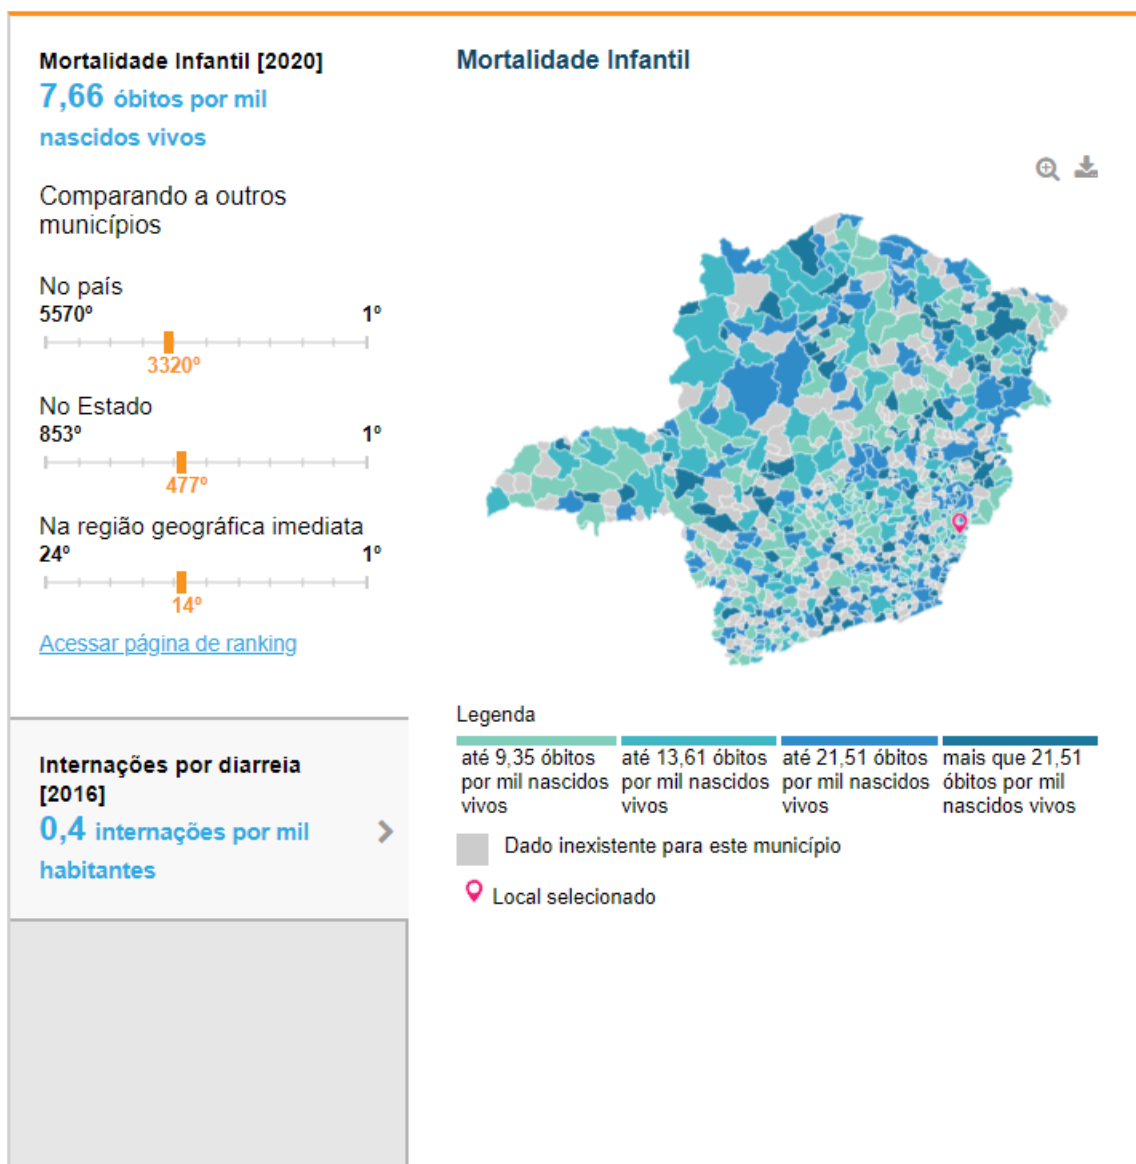 Mortalidade Infantil [2020]
7,66 óbitos por mil
nascidos vivos
Comparando a outros
municípios
No país
5570º 1º
3320º
No Estado
853º 1º
477º
Na região geográfica imediata
24º 1º
14º
Acessar página de ranking
Internações por diarreia
[2016]
0,4 internações por mil
habitantes
Mortalidade Infantil
Legenda
até 9,35 óbitos
por mil nascidos
vivos
até 13,61 óbitos
por mil nascidos
vivos
até 21,51 óbitos
por mil nascidos
vivos
mais que 21,51
óbitos por mil
nascidos vivos
Dado inexistente para este município
Local selecionado